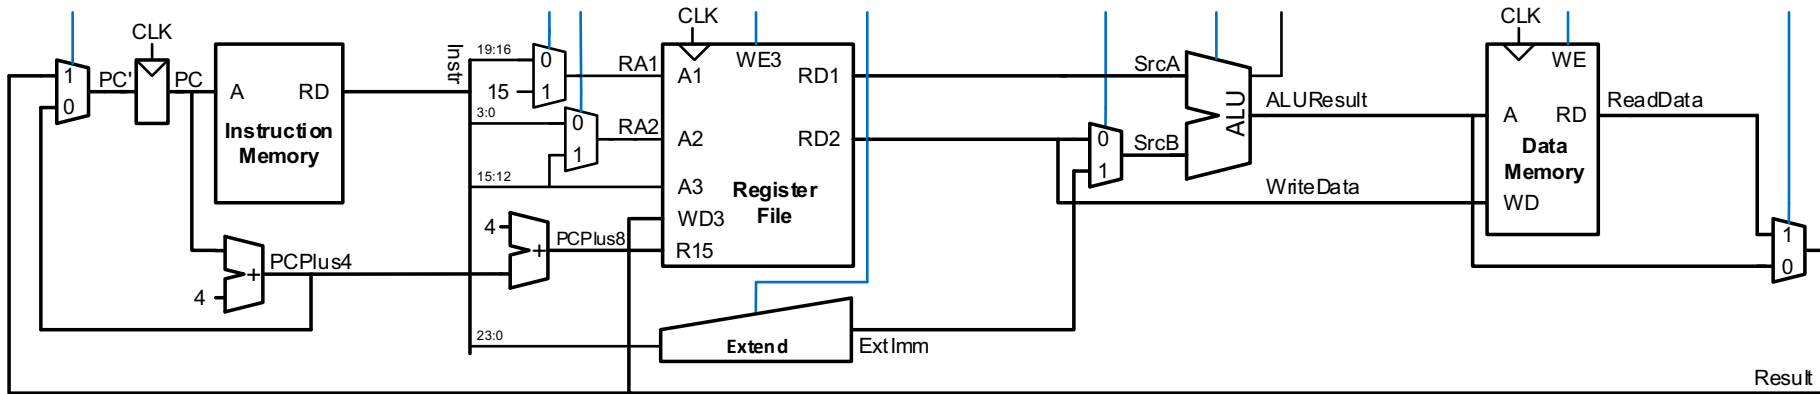 CLK
CLK
CLK
1
0
PC'
PC
A
RD
Instruction
Memory
Instr
19:16
0
1
15
RA1
3:0
0
1
RA2
15:12
A1
WE3
RD1
A2
RD2
A3
Register
File
WD3
R15
4
+
PCPlus8
PCPlus4
+
4
23:0
Extend
ExtImm
0
1
SrcA
SrcB
ALU
ALUResult
WriteData
WE
A
RD
Data
Memory
WD
ReadData
1
0
Result